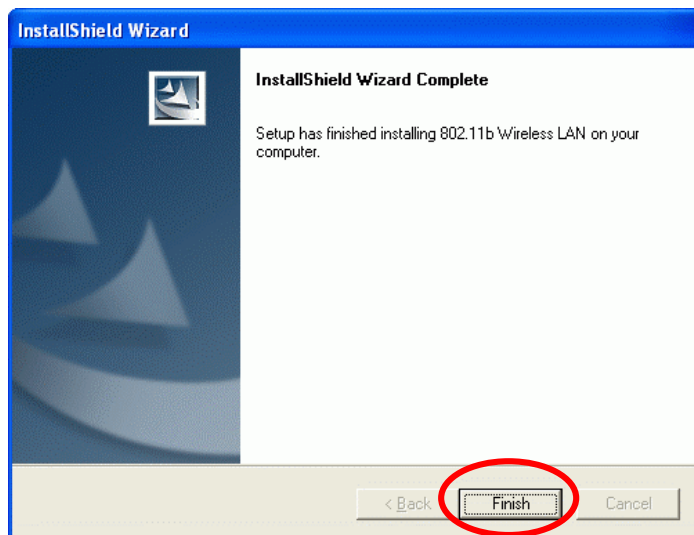 InstallShield Wizard
InstallShield Wizard Complete
Setup has finished installing 802.11b Wireless LAN on your
computer.
< Back
Finish
Cancel